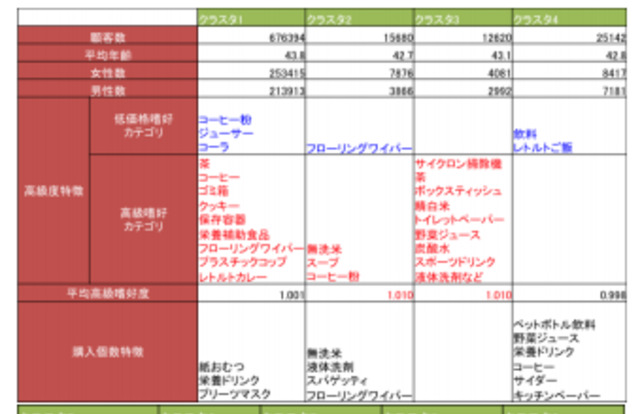 クラスタ1 クラスタ2 クラスタ3 クラスタ4
顧客数 676394 15680 12620 25142
平均年齢 43.8 42.7 43.1 42.8
女性数 253415 7876 4081 8417
男性数 213913 3866 2992 7181
高級度特徴
低価格嗜好
カテゴリ
コーヒー粉
ジューサー
コーラ
フローリングワイパー
飲料
レトルトご飯
高級嗜好
カテゴリ
茶
コーヒー
ゴミ箱
クッキー
保存容器
栄養補助食品
フローリングワイパー
プラスチックコップ
レトルトカレー
無洗米
スープ
コーヒー粉
サイクロン掃除機
茶
ボックスティッシュ
精白米
トイレットペーパー
野菜ジュース
炭酸水
スポーツドリンク
液体洗剤など
平均高級嗜好度 1.001 1.010 1.010 0.998
購入個数特徴
紙おむつ
栄養ドリンク
プリーツマスク
無洗米
液体洗剤
スパゲッティ
フローリングワイパー
ペットボトル飲料
野菜ジュース
栄養ドリンク
コーヒー
サイダー
キッチンペーパー